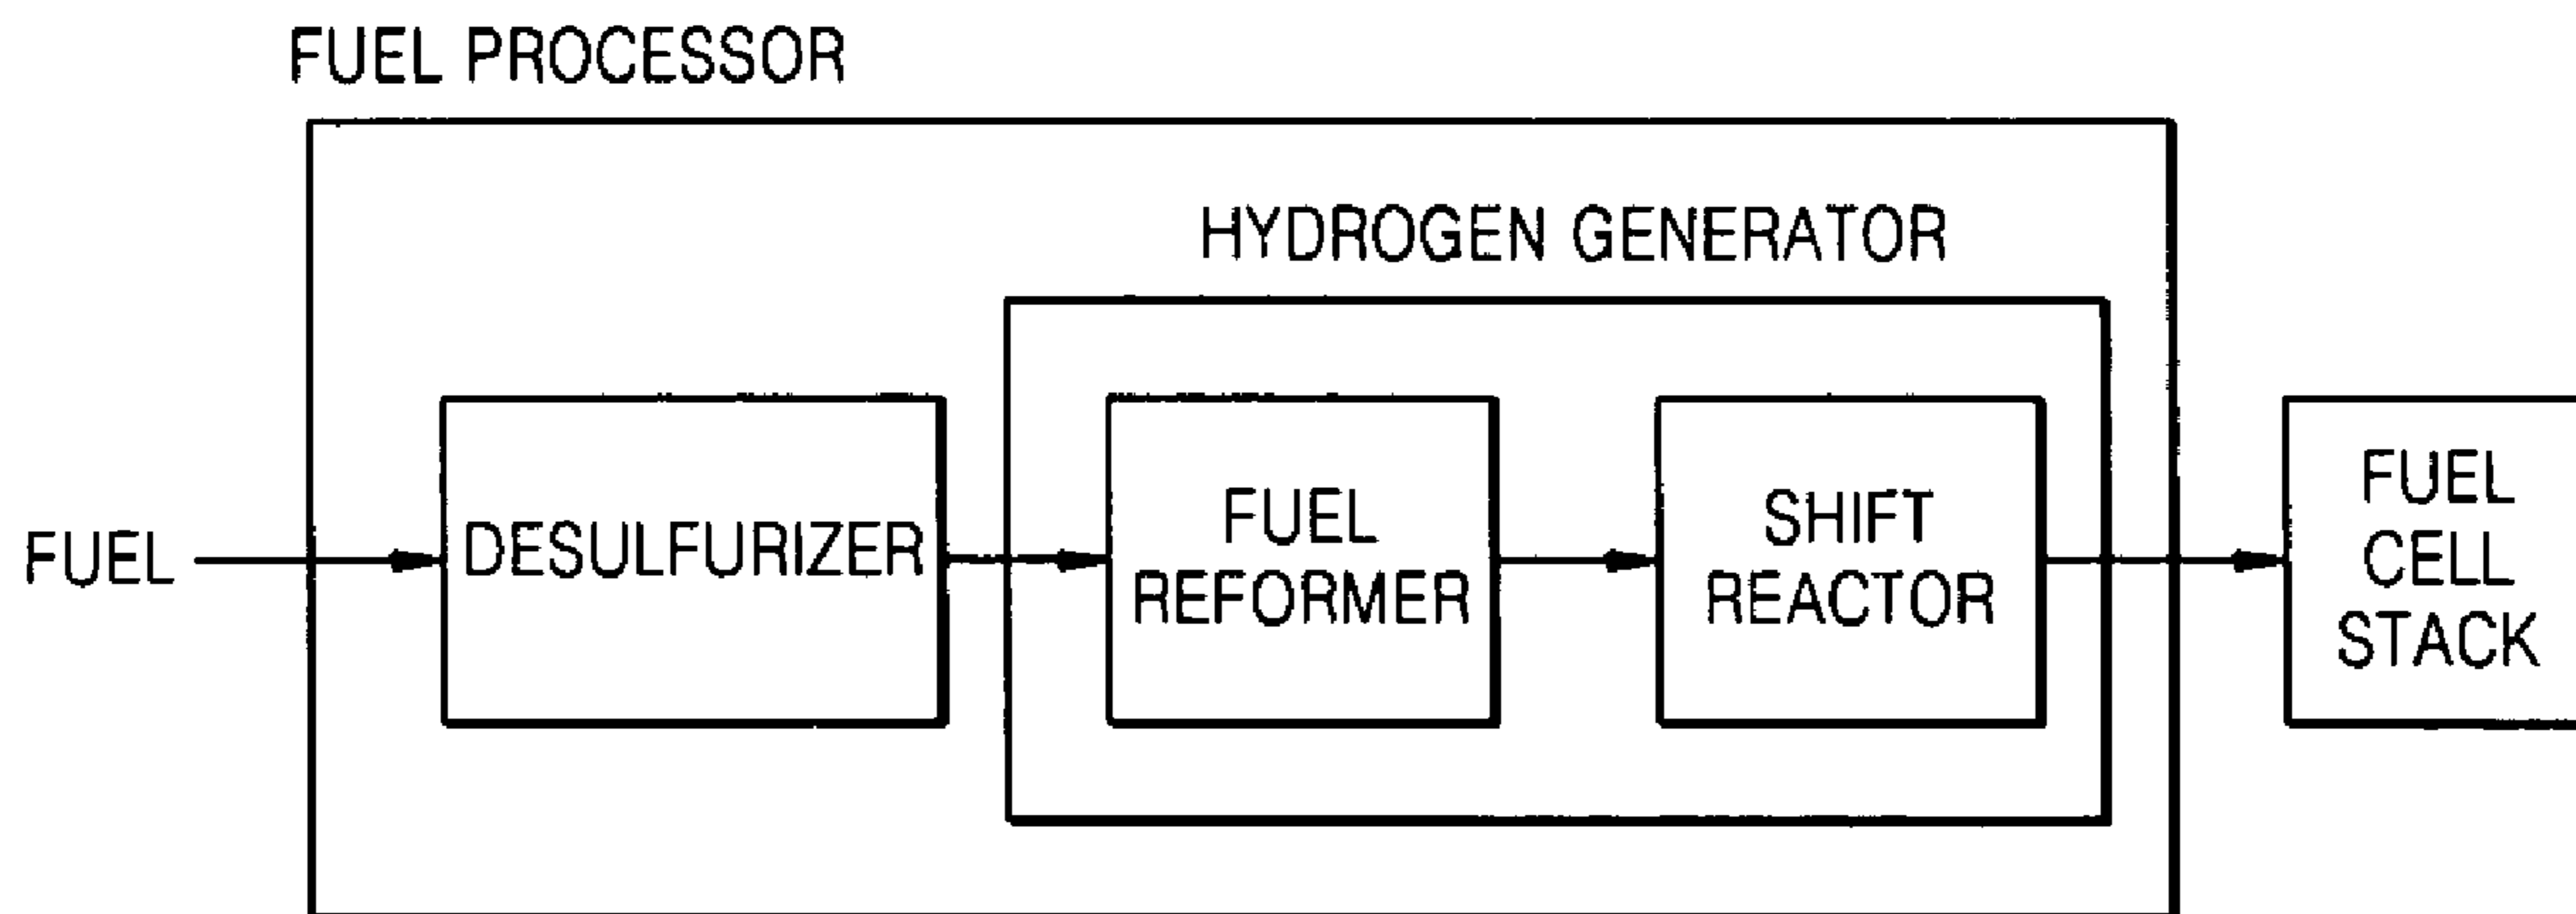 FUEL PROCESSOR
HYDROGEN GENERATOR
FUEL
DESULFURIZER
FUEL
REFORMER
SHIFT
REACTOR
FUEL
CELL
STACK